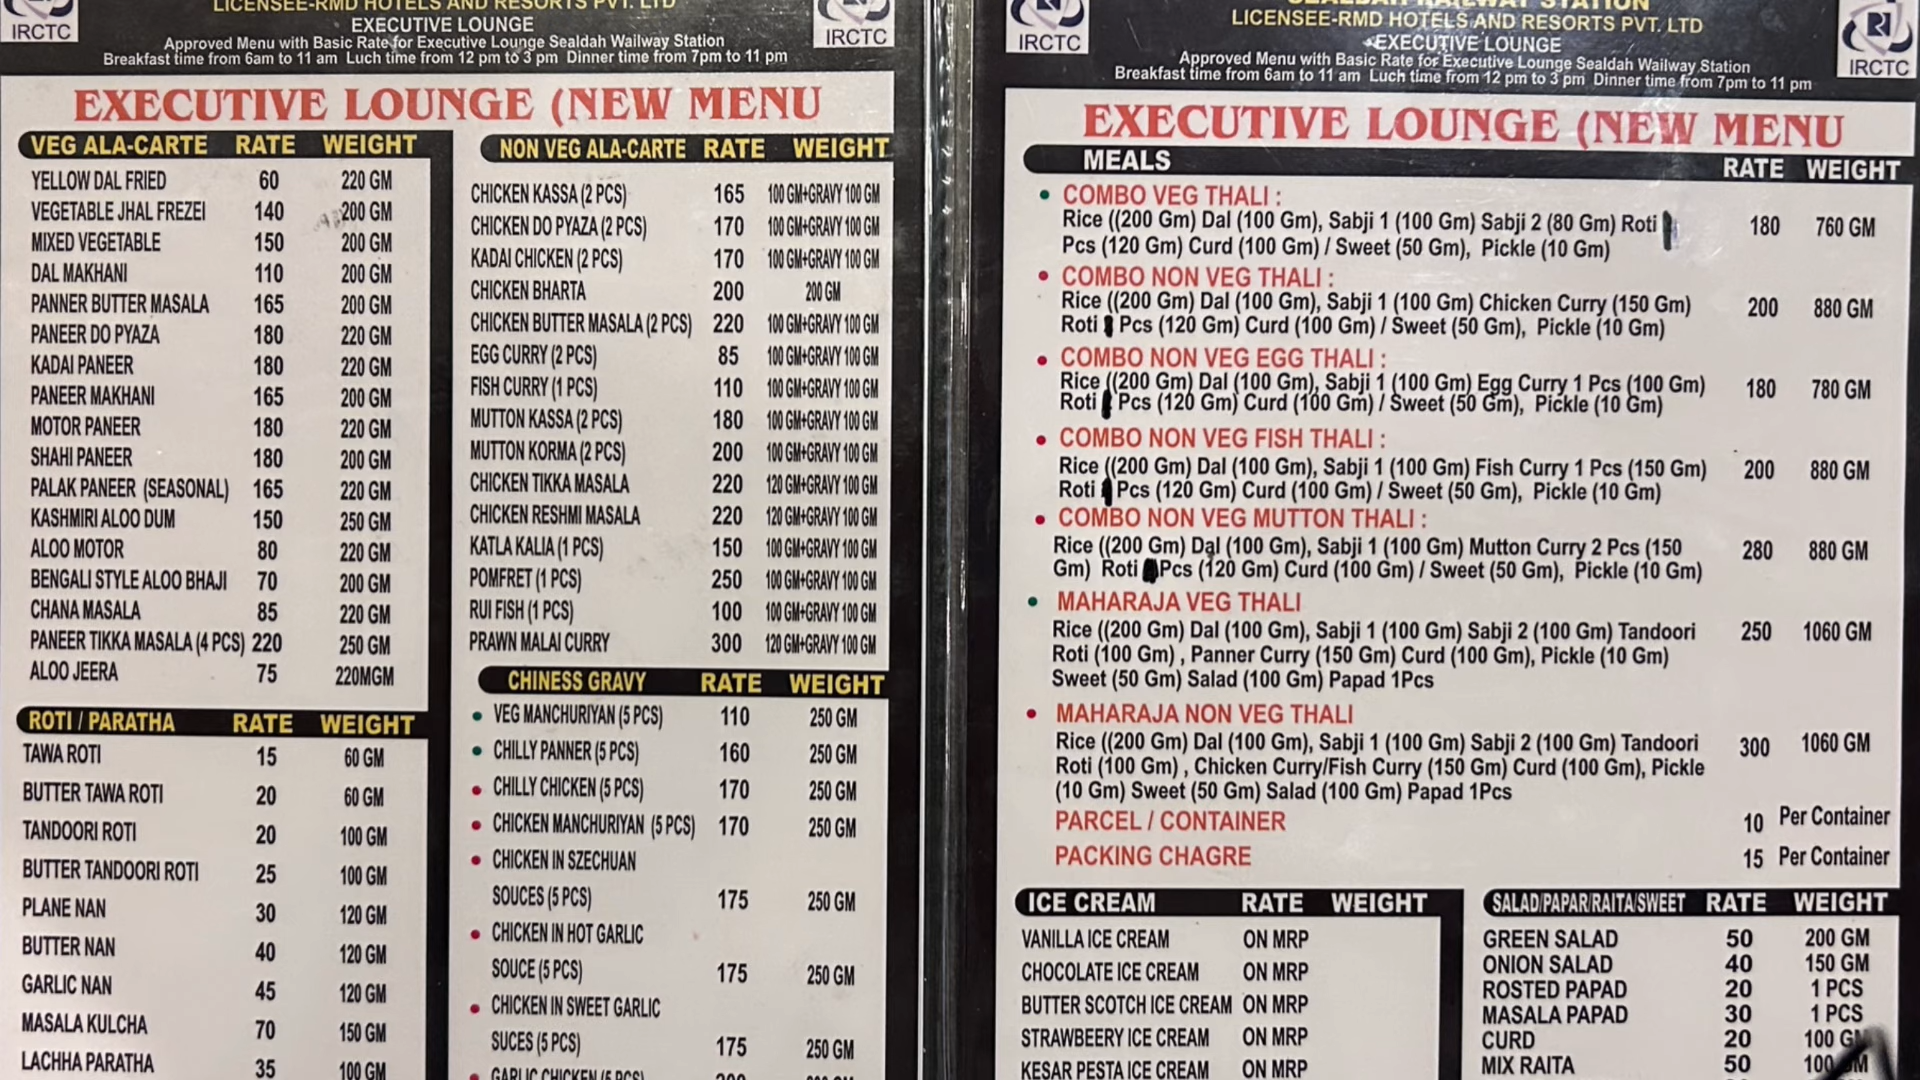 LICENSEE-RMD HOTELS AND RESORTS PVT. LTD
EXECUTIVE LOUNGE
IRCTC
IRCTC
Approved Menu with Basic Rate for Executive Lounge Sealdah Wailway Station
Breakfast time from 6am to 11 am Luch time from 12 pm to 3 pm Dinner time from 7pm to 11 pm
EXECUTIVE LOUNGE (NEW MENU
VEG ALA-CARTE RATE WEIGHT
YELLOW DAL FRIED 60 220 GM
VEGETABLE JHAL FREZEI 140 200 GM
MIXED VEGETABLE 150 200 GM
DAL MAKHANI 110 200 GM
PANNER BUTTER MASALA 165 200 GM
PANEER DO PYAZA 180 220 GM
KADAI PANEER 180 220 GM
PANEER MAKHANI 165 200 GM
MOTOR PANEER 180 220 GM
SHAHI PANEER 180 200 GM
PALAK PANEER (SEASONAL) 165 220 GM
KASHMIRI ALOO DUM 150 250 GM
ALOO MOTOR 80 220 GM
BENGALI STYLE ALOO BHAJI 70 200 GM
CHANA MASALA 85 220 GM
PANEER TIKKA MASALA (4 PCS) 220 250 GM
ALOO JEERA 75 220MGM
ROTI / PARATHA RATE WEIGHT
TAWA ROTI 15 60 GM
BUTTER TAWA ROTI 20 60 GM
TANDOORI ROTI 20 100 GM
BUTTER TANDOORI ROTI 25 100 GM
PLANE NAN 30 120 GM
BUTTER NAN 40 120 GM
GARLIC NAN 45 120 GM
MASALA KULCHA 70 150 GM
LACHHA PARATHA 35 100 GM
NON VEG ALA-CARTE RATE WEIGHT
CHICKEN KASSA (2 PCS) 165 100 GM+GRAVY 100 GM
CHICKEN DO PYAZA (2 PCS) 170 100 GM+GRAVY 100 GM
KADAI CHICKEN (2 PCS) 170 100 GM+GRAVY 100 GM
CHICKEN BHARTA 200 200 GM
CHICKEN BUTTER MASALA (2 PCS) 220 100 GM+GRAVY 100 GM
EGG CURRY (2 PCS) 85 100 GM+GRAVY 100 GM
FISH CURRY (1 PCS) 110 100 GM+GRAVY 100 GM
MUTTON KASSA (2 PCS) 180 100 GM+GRAVY 100 GM
MUTTON KORMA (2 PCS) 200 100 GM+GRAVY 100 GM
CHICKEN TIKKA MASALA 220 120 GM+GRAVY 100 GM
CHICKEN RESHMI MASALA 220 120 GM+GRAVY 100 GM
KATLA KALIA (1 PCS) 150 100 GM+GRAVY 100 GM
POMFRET (1 PCS) 250 100 GM+GRAVY 100 GM
RUI FISH (1 PCS) 100 100 GM+GRAVY 100 GM
PRAWN MALAI CURRY 300 120 GM+GRAVY 100 GM
CHINESS GRAVY RATE WEIGHT
VEG MANCHURIYAN (5 PCS) 110 250 GM
CHILLY PANNER (5 PCS) 160 250 GM
CHILLY CHICKEN (5 PCS) 170 250 GM
CHICKEN MANCHURIYAN (5 PCS) 170 250 GM
CHICKEN IN SZECHUAN
SOUCES (5 PCS) 175 250 GM
CHICKEN IN HOT GARLIC
SOUCE (5 PCS) 175 250 GM
CHICKEN IN SWEET GARLIC
SUCES (5 PCS) 175 250 GM
GARLIC CHICKEN (5 PCS)
SEALDAH RAILWAY STATION
LICENSEE-RMD HOTELS AND RESORTS PVT. LTD
EXECUTIVE LOUNGE
IRCTC
IRCTC
Approved Menu with Basic Rate for Executive Lounge Sealdah Wailway Station
Breakfast time from 6am to 11 am Luch time from 12 pm to 3 pm Dinner time from 7pm to 11 pm
EXECUTIVE LOUNGE (NEW MENU
MEALS RATE WEIGHT
COMBO VEG THALI :
Rice ((200 Gm) Dal (100 Gm), Sabji 1 (100 Gm) Sabji 2 (80 Gm) Roti 180 760 GM
Pcs (120 Gm) Curd (100 Gm) / Sweet (50 Gm), Pickle (10 Gm)
COMBO NON VEG THALI :
Rice ((200 Gm) Dal (100 Gm), Sabji 1 (100 Gm) Chicken Curry (150 Gm) 200 880 GM
Roti Pcs (120 Gm) Curd (100 Gm) / Sweet (50 Gm), Pickle (10 Gm)
COMBO NON VEG EGG THALI :
Rice ((200 Gm) Dal (100 Gm), Sabji 1 (100 Gm) Egg Curry 1 Pcs (100 Gm) 180 780 GM
Roti Pcs (120 Gm) Curd (100 Gm) / Sweet (50 Gm), Pickle (10 Gm)
COMBO NON VEG FISH THALI :
Rice ((200 Gm) Dal (100 Gm), Sabji 1 (100 Gm) Fish Curry 1 Pcs (150 Gm) 200 880 GM
Roti Pcs (120 Gm) Curd (100 Gm) / Sweet (50 Gm), Pickle (10 Gm)
COMBO NON VEG MUTTON THALI :
Rice ((200 Gm) Dal (100 Gm), Sabji 1 (100 Gm) Mutton Curry 2 Pcs (150 280 880 GM
Gm) Roti Pcs (120 Gm) Curd (100 Gm) / Sweet (50 Gm), Pickle (10 Gm)
MAHARAJA VEG THALI
Rice ((200 Gm) Dal (100 Gm), Sabji 1 (100 Gm) Sabji 2 (100 Gm) Tandoori 250 1060 GM
Roti (100 Gm) , Panner Curry (150 Gm) Curd (100 Gm), Pickle (10 Gm)
Sweet (50 Gm) Salad (100 Gm) Papad 1Pcs
MAHARAJA NON VEG THALI
Rice ((200 Gm) Dal (100 Gm), Sabji 1 (100 Gm) Sabji 2 (100 Gm) Tandoori 300 1060 GM
Roti (100 Gm) , Chicken Curry/Fish Curry (150 Gm) Curd (100 Gm), Pickle
(10 Gm) Sweet (50 Gm) Salad (100 Gm) Papad 1Pcs
PARCEL / CONTAINER 10 Per Container
PACKING CHAGRE 15 Per Container
ICE CREAM RATE WEIGHT
VANILLA ICE CREAM ON MRP
CHOCOLATE ICE CREAM ON MRP
BUTTER SCOTCH ICE CREAM ON MRP
STRAWBEERY ICE CREAM ON MRP
KESAR PESTA ICE CREAM ON MRP
SALAD/PAPAR/RAITA/SWEET RATE WEIGHT
GREEN SALAD 50 200 GM
ONION SALAD 40 150 GM
ROSTED PAPAD 20 1 PCS
MASALA PAPAD 30 1 PCS
CURD 20 100 GM
MIX RAITA 50 100 GM